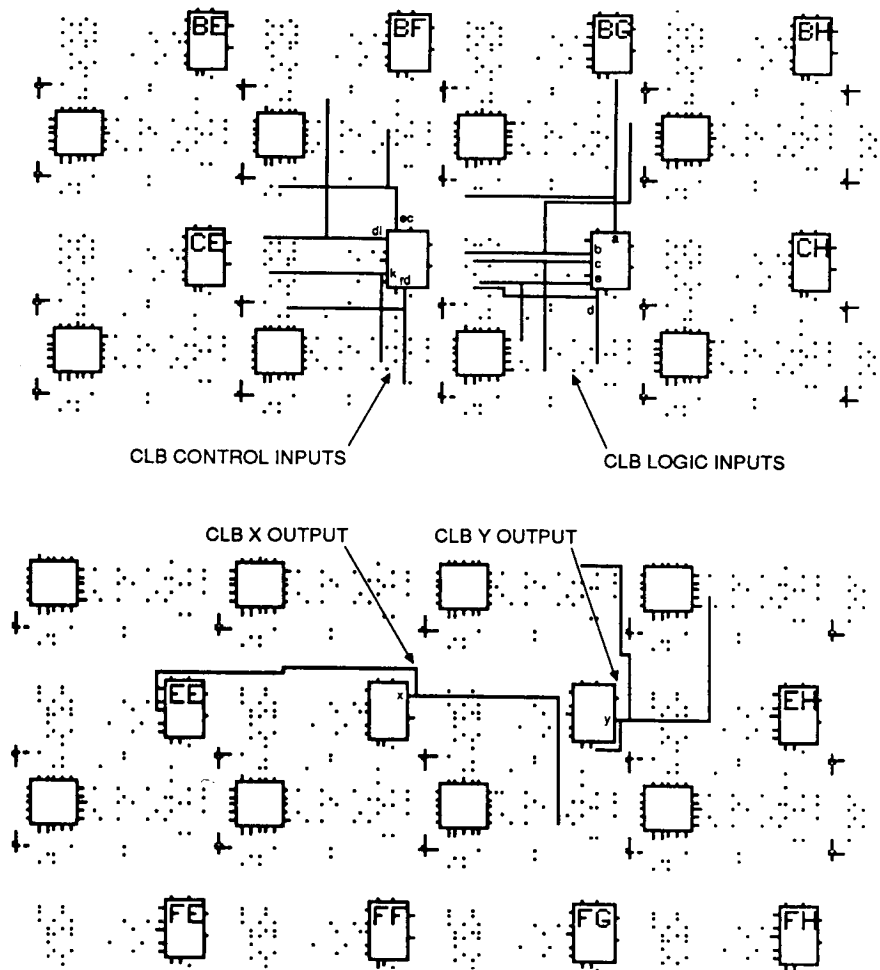 BE BF BG BH
ec
di
a
CE
b
CH
c
k
rd
e
d
CLB CONTROL INPUTS
CLB LOGIC INPUTS
CLB X OUTPUT
CLB Y OUTPUT
EE
x
y
EH
FE FF FG FH